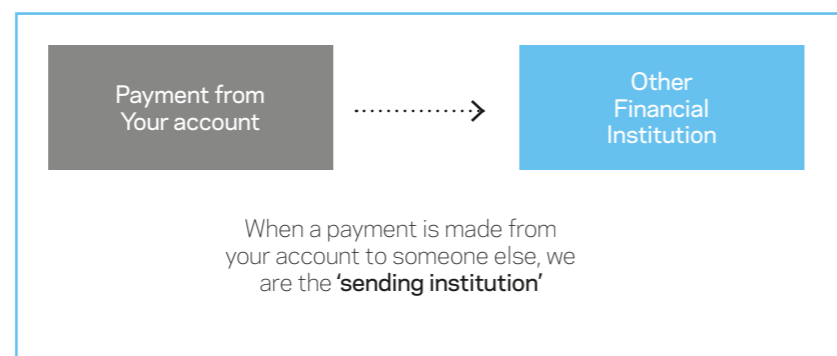 Payment from
Your account
Other
Financial
Institution
When a payment is made from
your account to someone else, we
are the ‘sending institution’